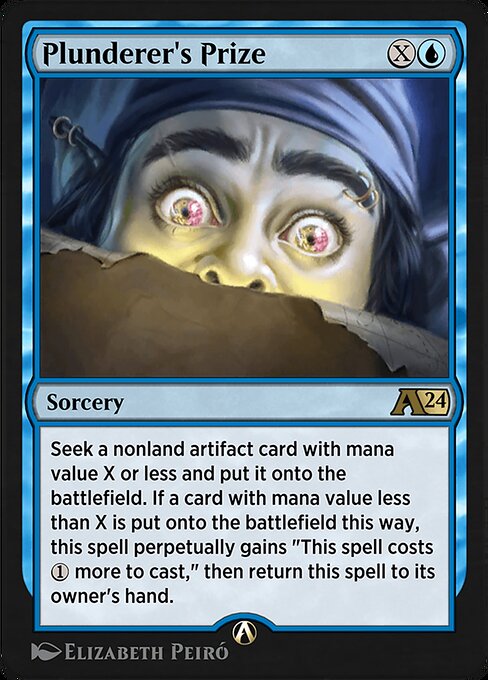 Plunderer's Prize X
Sorcery A24
Seek a nonland artifact card with mana
value X or less and put it onto the
battlefield. If a card with mana value less
than X is put onto the battlefield this way,
this spell perpetually gains "This spell costs
1 more to cast," then return this spell to its
owner's hand.
A
Elizabeth Peiró